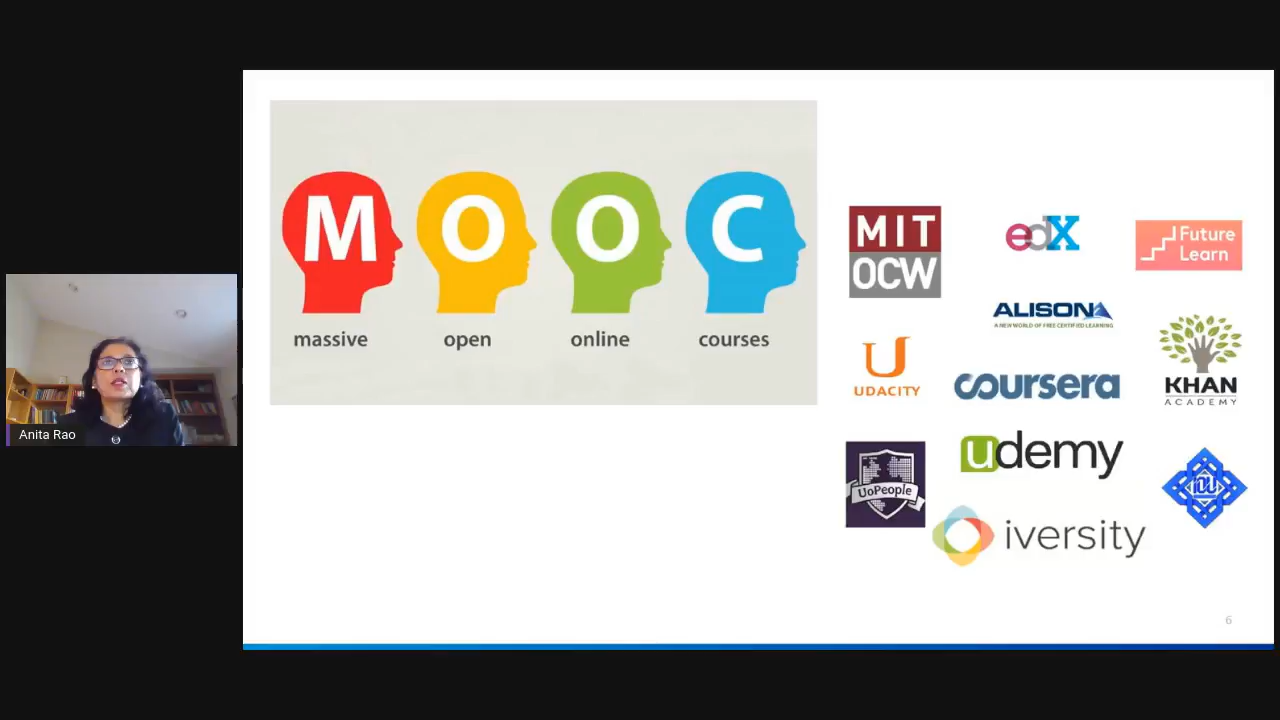 M O O C
massive open online courses
MIT
OCW
edX
Future
Learn
ALISON
A NEW WORLD OF FREE CERTIFIED LEARNING
UDACITY
coursera
KHAN
ACADEMY
udemy
UoPeople
iversity
6
Anita Rao